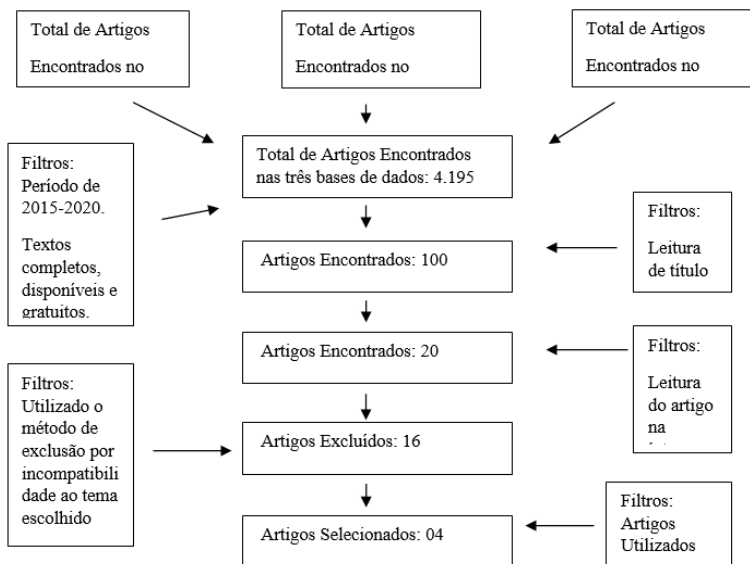 Total de Artigos
Encontrados no
Total de Artigos
Encontrados no
Total de Artigos
Encontrados no
Filtros:
Período de
2015-2020.
Textos
completos,
disponíveis e
gratuitos.
Total de Artigos Encontrados
nas três bases de dados: 4.195
Filtros:
Leitura
de título
Artigos Encontrados: 100
Artigos Encontrados: 20
Filtros:
Leitura
do artigo
na
Filtros:
Utilizado o
método de
exclusão por
incompatibili
dade ao tema
escolhido
Artigos Excluídos: 16
Artigos Selecionados: 04
Filtros:
Artigos
Utilizados